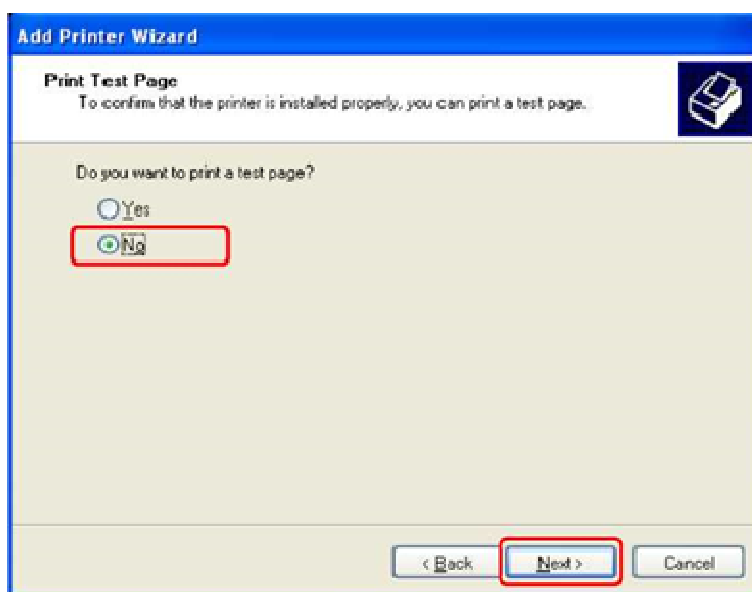 Add Printer Wizard
Print Test Page
To confirm that the printer is installed properly, you can print a test page.
Do you want to print a test page?
Yes
No
< Back Next > Cancel